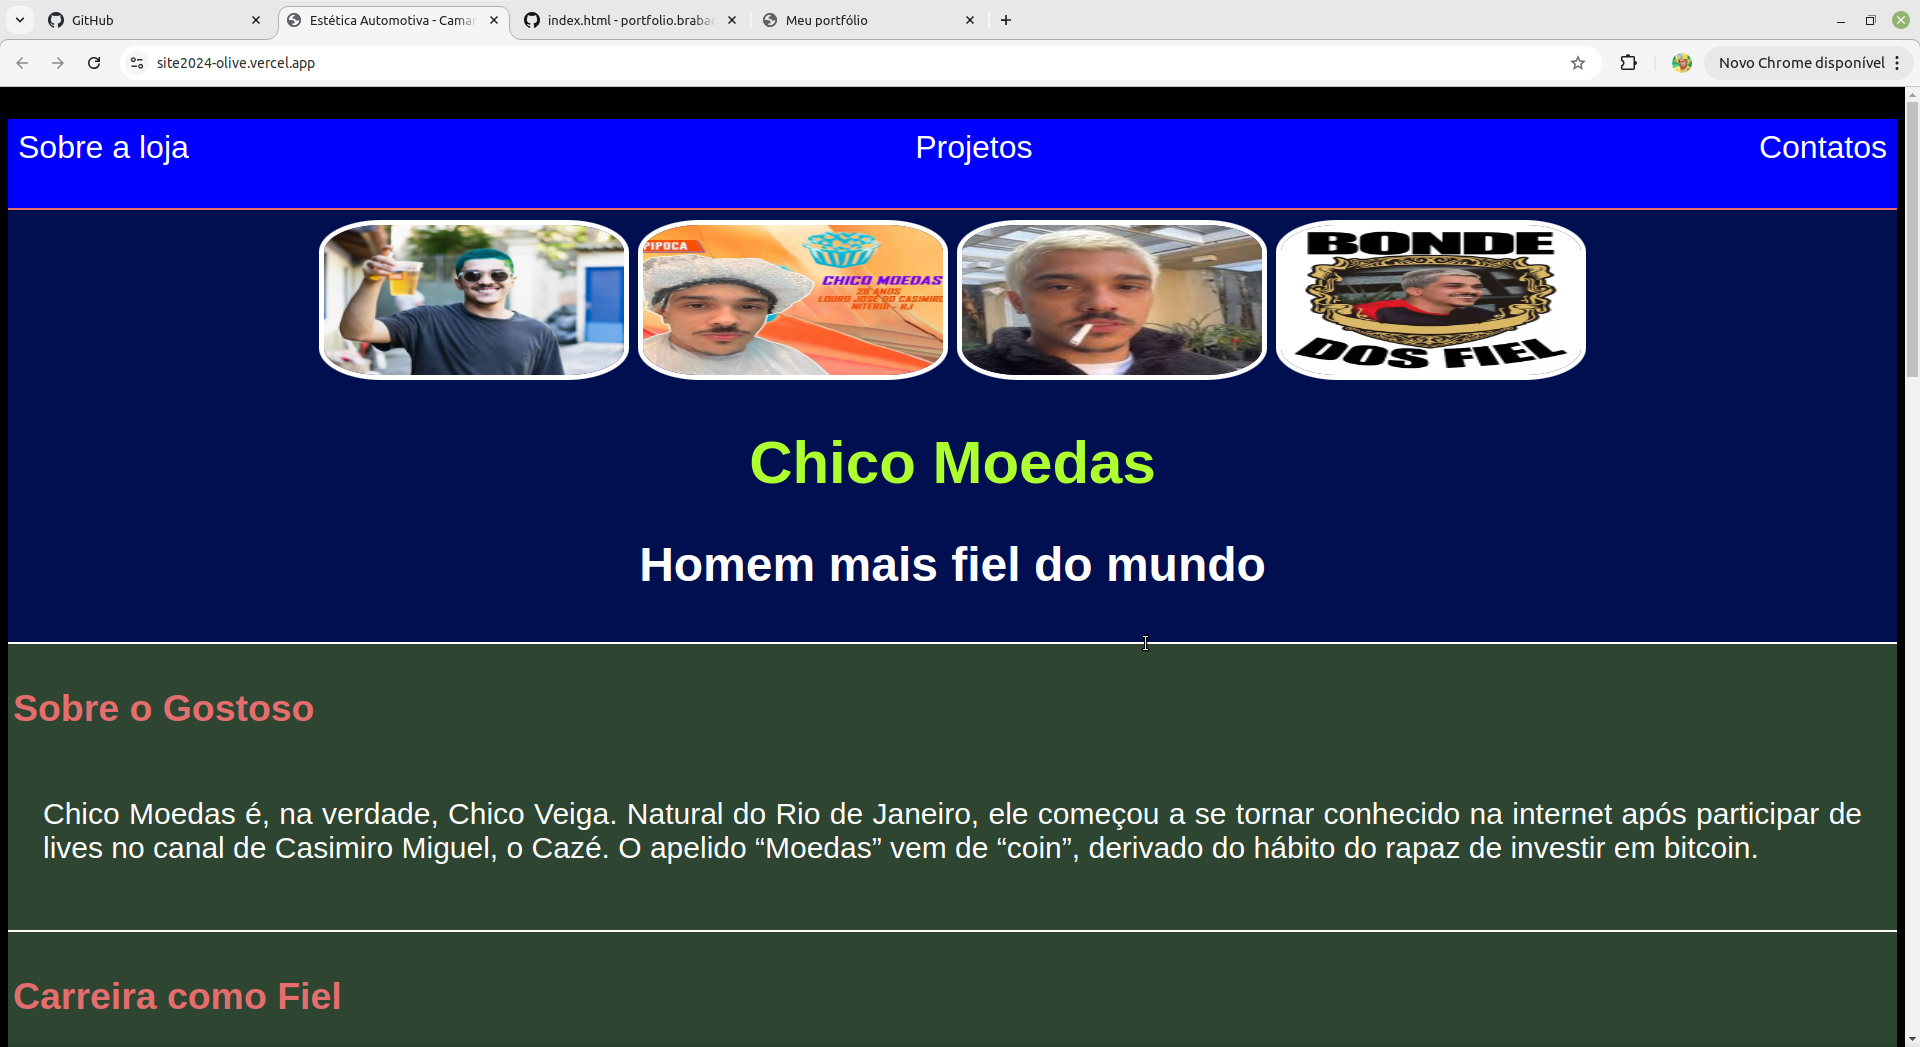 GitHub
Estética Automotiva - Camar
index.html - portfolio.braba
Meu portfólio
site2024-olive.vercel.app
Novo Chrome disponível
Sobre a loja
Projetos
Contatos
PIPOCA
CHICO MOEDAS
26 ANOS
LOURO JOSÉ DO CASIMIRO
NITERÓI - RJ
BONDE
DOS FIEL
Chico Moedas
Homem mais fiel do mundo
Sobre o Gostoso
Chico Moedas é, na verdade, Chico Veiga. Natural do Rio de Janeiro, ele começou a se tornar conhecido na internet após participar de
lives no canal de Casimiro Miguel, o Cazé. O apelido “Moedas” vem de “coin”, derivado do hábito do rapaz de investir em bitcoin.
Carreira como Fiel